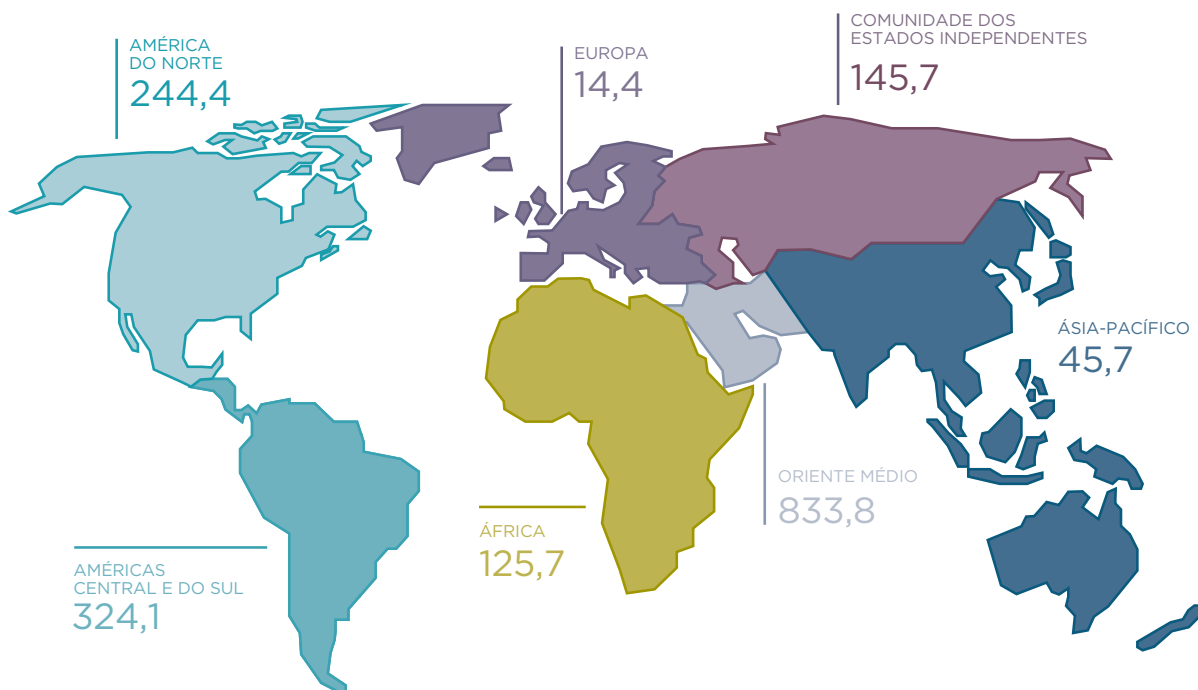 AMÉRICA
DO NORTE
244,4
EUROPA
14,4
COMUNIDADE DOS
ESTADOS INDEPENDENTES
145,7
ÁSIA-PACÍFICO
45,7
ORIENTE MÉDIO
833,8
ÁFRICA
125,7
AMÉRICAS
CENTRAL E DO SUL
324,1